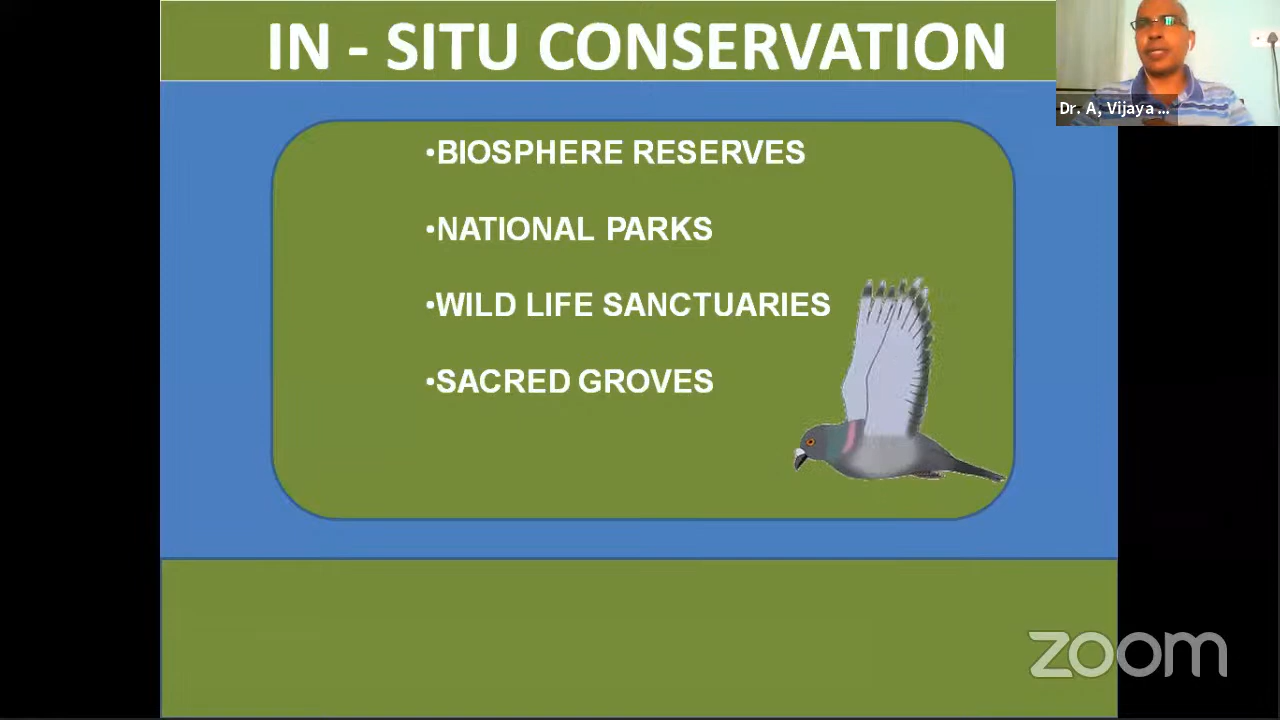 IN - SITU CONSERVATION
Dr. A, Vijaya ...
•BIOSPHERE RESERVES
•NATIONAL PARKS
•WILD LIFE SANCTUARIES
•SACRED GROVES
zoom